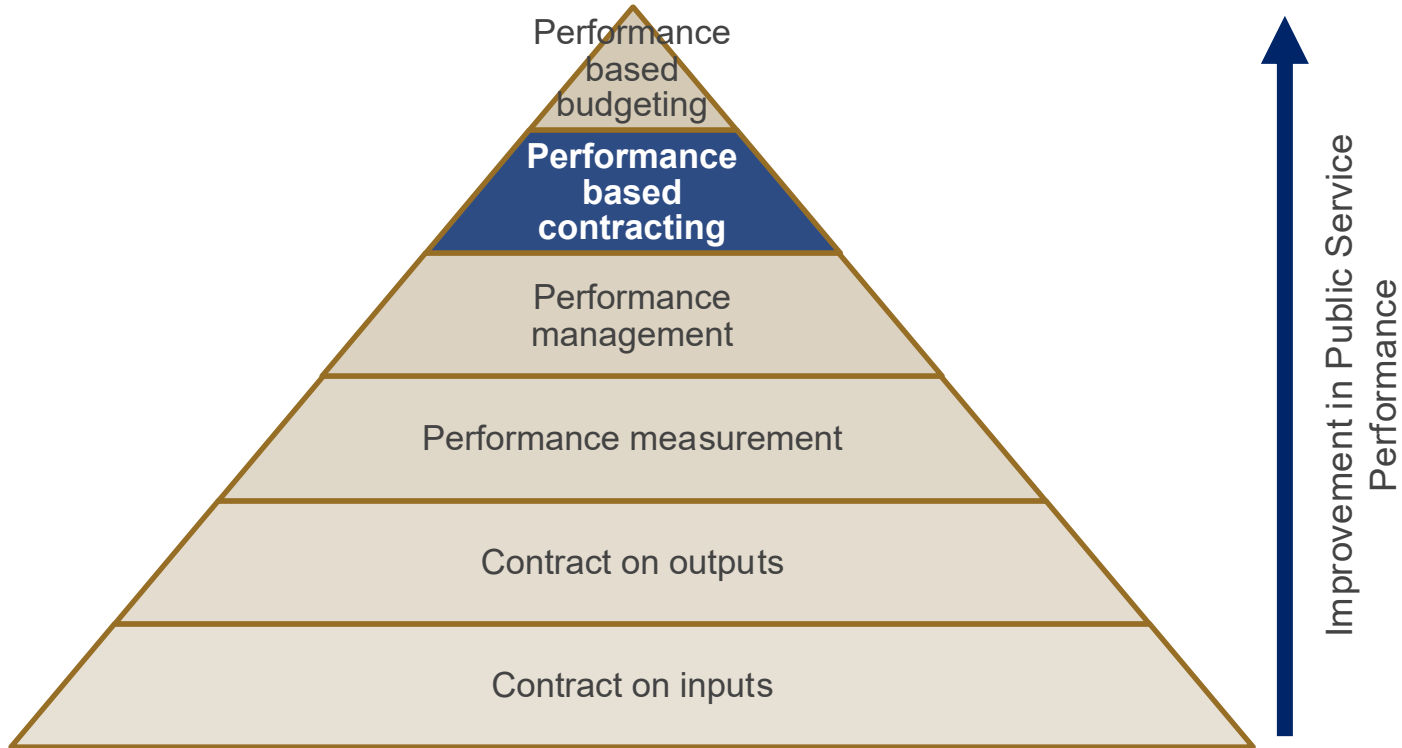 Performance
based
budgeting
Performance
based
contracting
Performance
management
Performance measurement
Contract on outputs
Contract on inputs
Improvement in Public Service
Performance